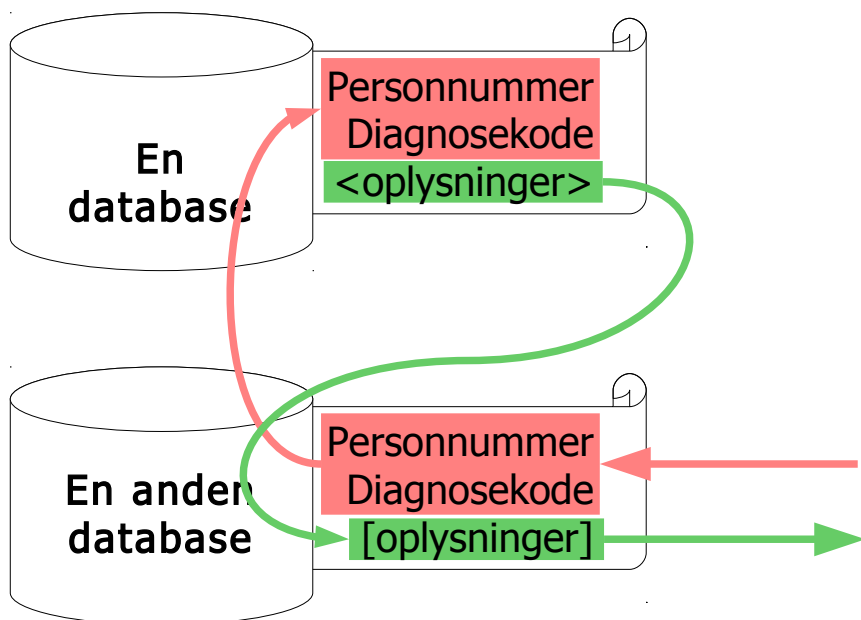 En
database
Personnummer
Diagnosekode
<oplysninger>
En anden
database
Personnummer
Diagnosekode
[oplysninger]